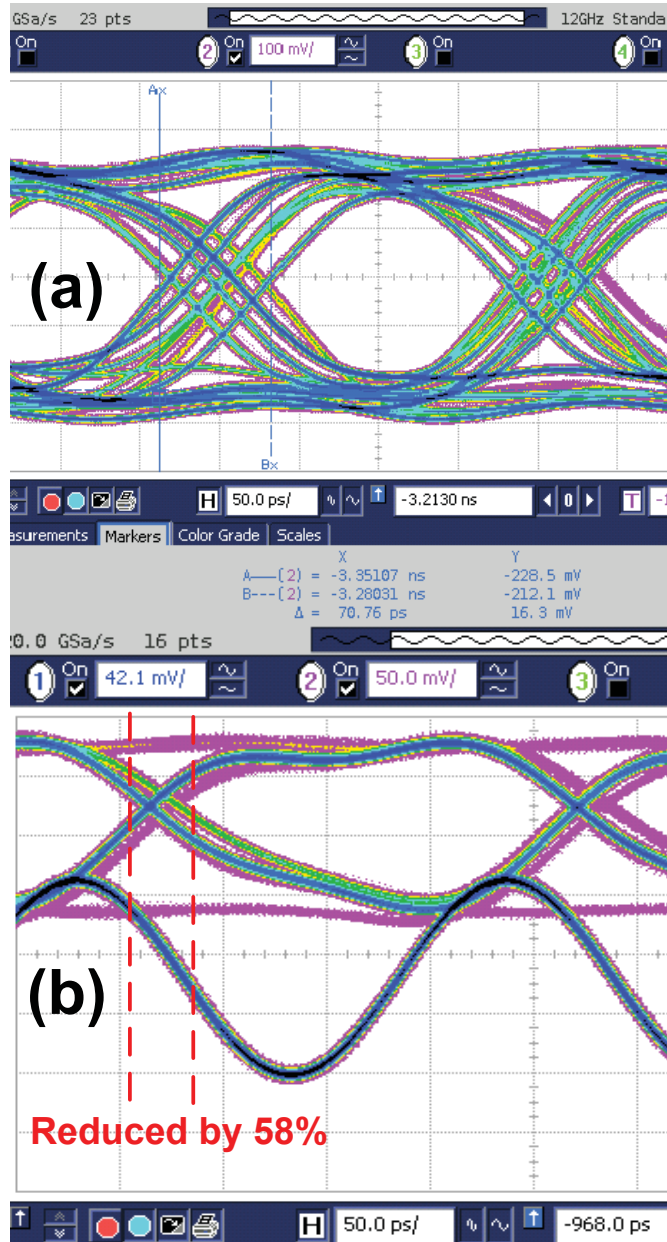 GSa/s 23 pts 12GHz Standa
On 2 On 100 mV/ 3 On 4 On
Ax
(a)
Bx
H 50.0 ps/ -3.2130 ns 0 T
asurements Markers Color Grade Scales
X Y
A——(2) = -3.35107 ns -228.5 mV
B---(2) = -3.28031 ns -212.1 mV
Δ = 70.76 ps 16.3 mV
20.0 GSa/s 16 pts
1 On 42.1 mV/ 2 On 50.0 mV/ 3 On
(b)
Reduced by 58%
H 50.0 ps/ -968.0 ps